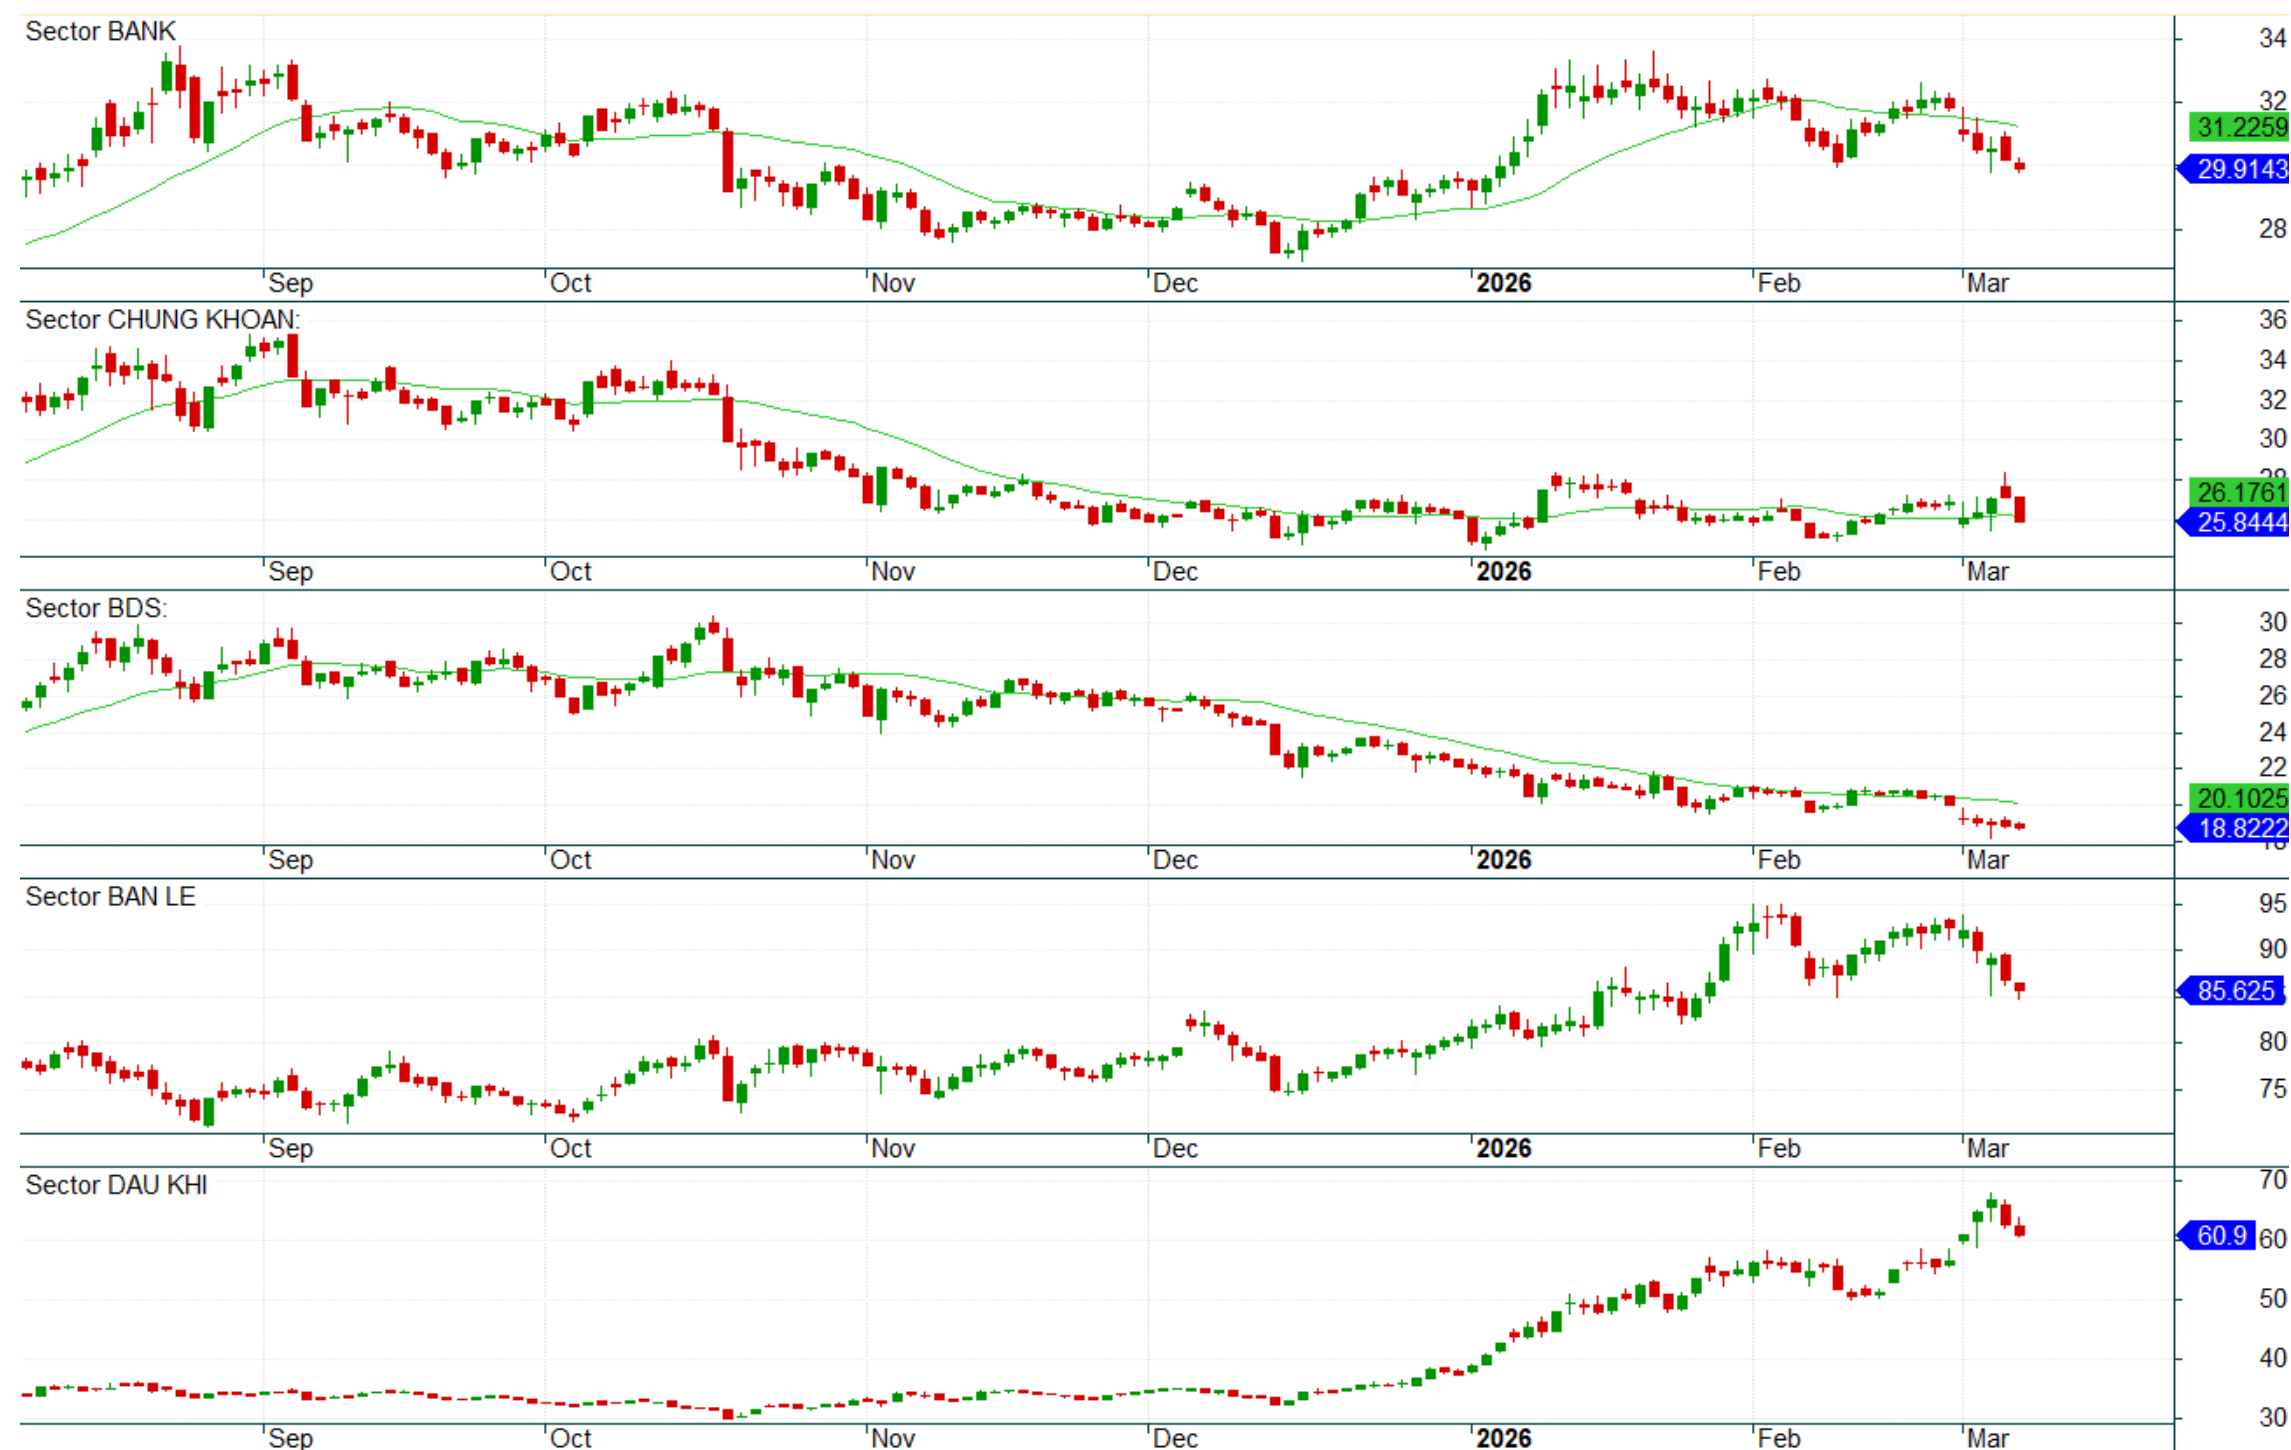 Sector BANK
34
32
31.2259
29.9143
28
Sep Oct Nov Dec 2026 Feb Mar
Sector CHUNG KHOAN:
36
34
32
30
26.1761
25.8444
Sep Oct Nov Dec 2026 Feb Mar
Sector BDS:
30
28
26
24
22
20.1025
18.8222
Sep Oct Nov Dec 2026 Feb Mar
Sector BAN LE
95
90
85.625
80
75
Sep Oct Nov Dec 2026 Feb Mar
Sector DAU KHI
70
60.9 60
50
40
30
Sep Oct Nov Dec 2026 Feb Mar